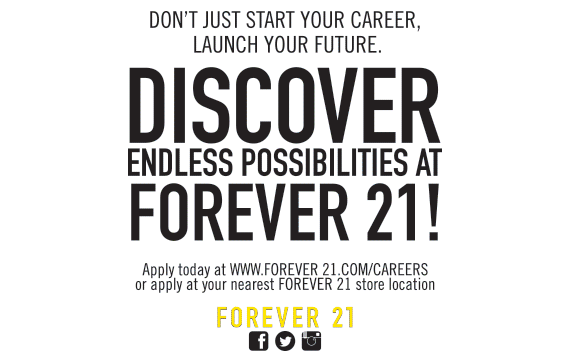 DON'T JUST START YOUR CAREER,
LAUNCH YOUR FUTURE.
DISCOVER
ENDLESS POSSIBILITIES AT
FOREVER 21!
Apply today at WWW.FOREVER 21.COM/CAREERS
or apply at your nearest FOREVER 21 store location
FOREVER 21